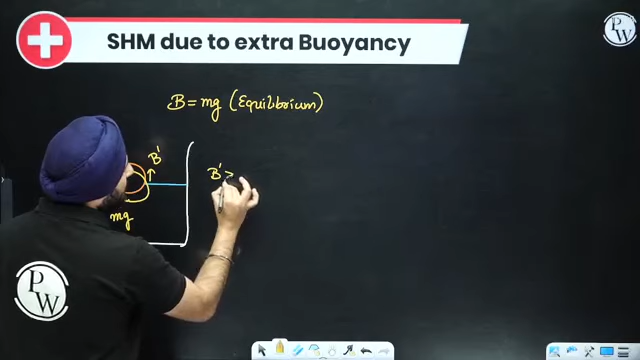 SHM due to extra Buoyancy
B = mg (Equilibrium)
B'
B' >
mg
P
W
P
W